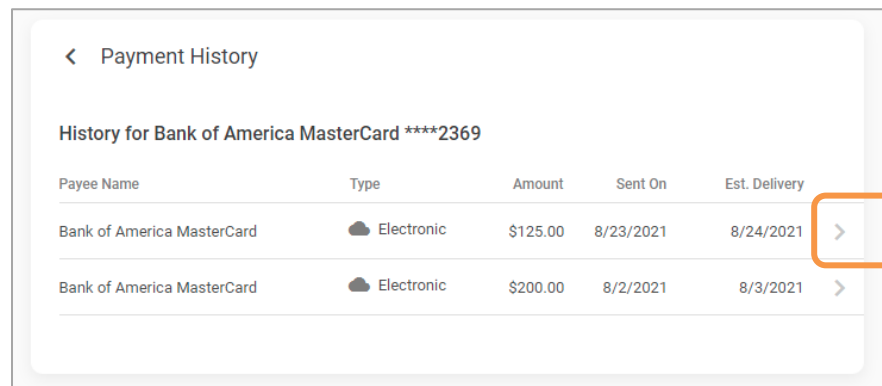 Payment History
History for Bank of America MasterCard ****2369
Payee Name Type Amount Sent On Est. Delivery
Bank of America MasterCard Electronic $125.00 8/23/2021 8/24/2021
Bank of America MasterCard Electronic $200.00 8/2/2021 8/3/2021